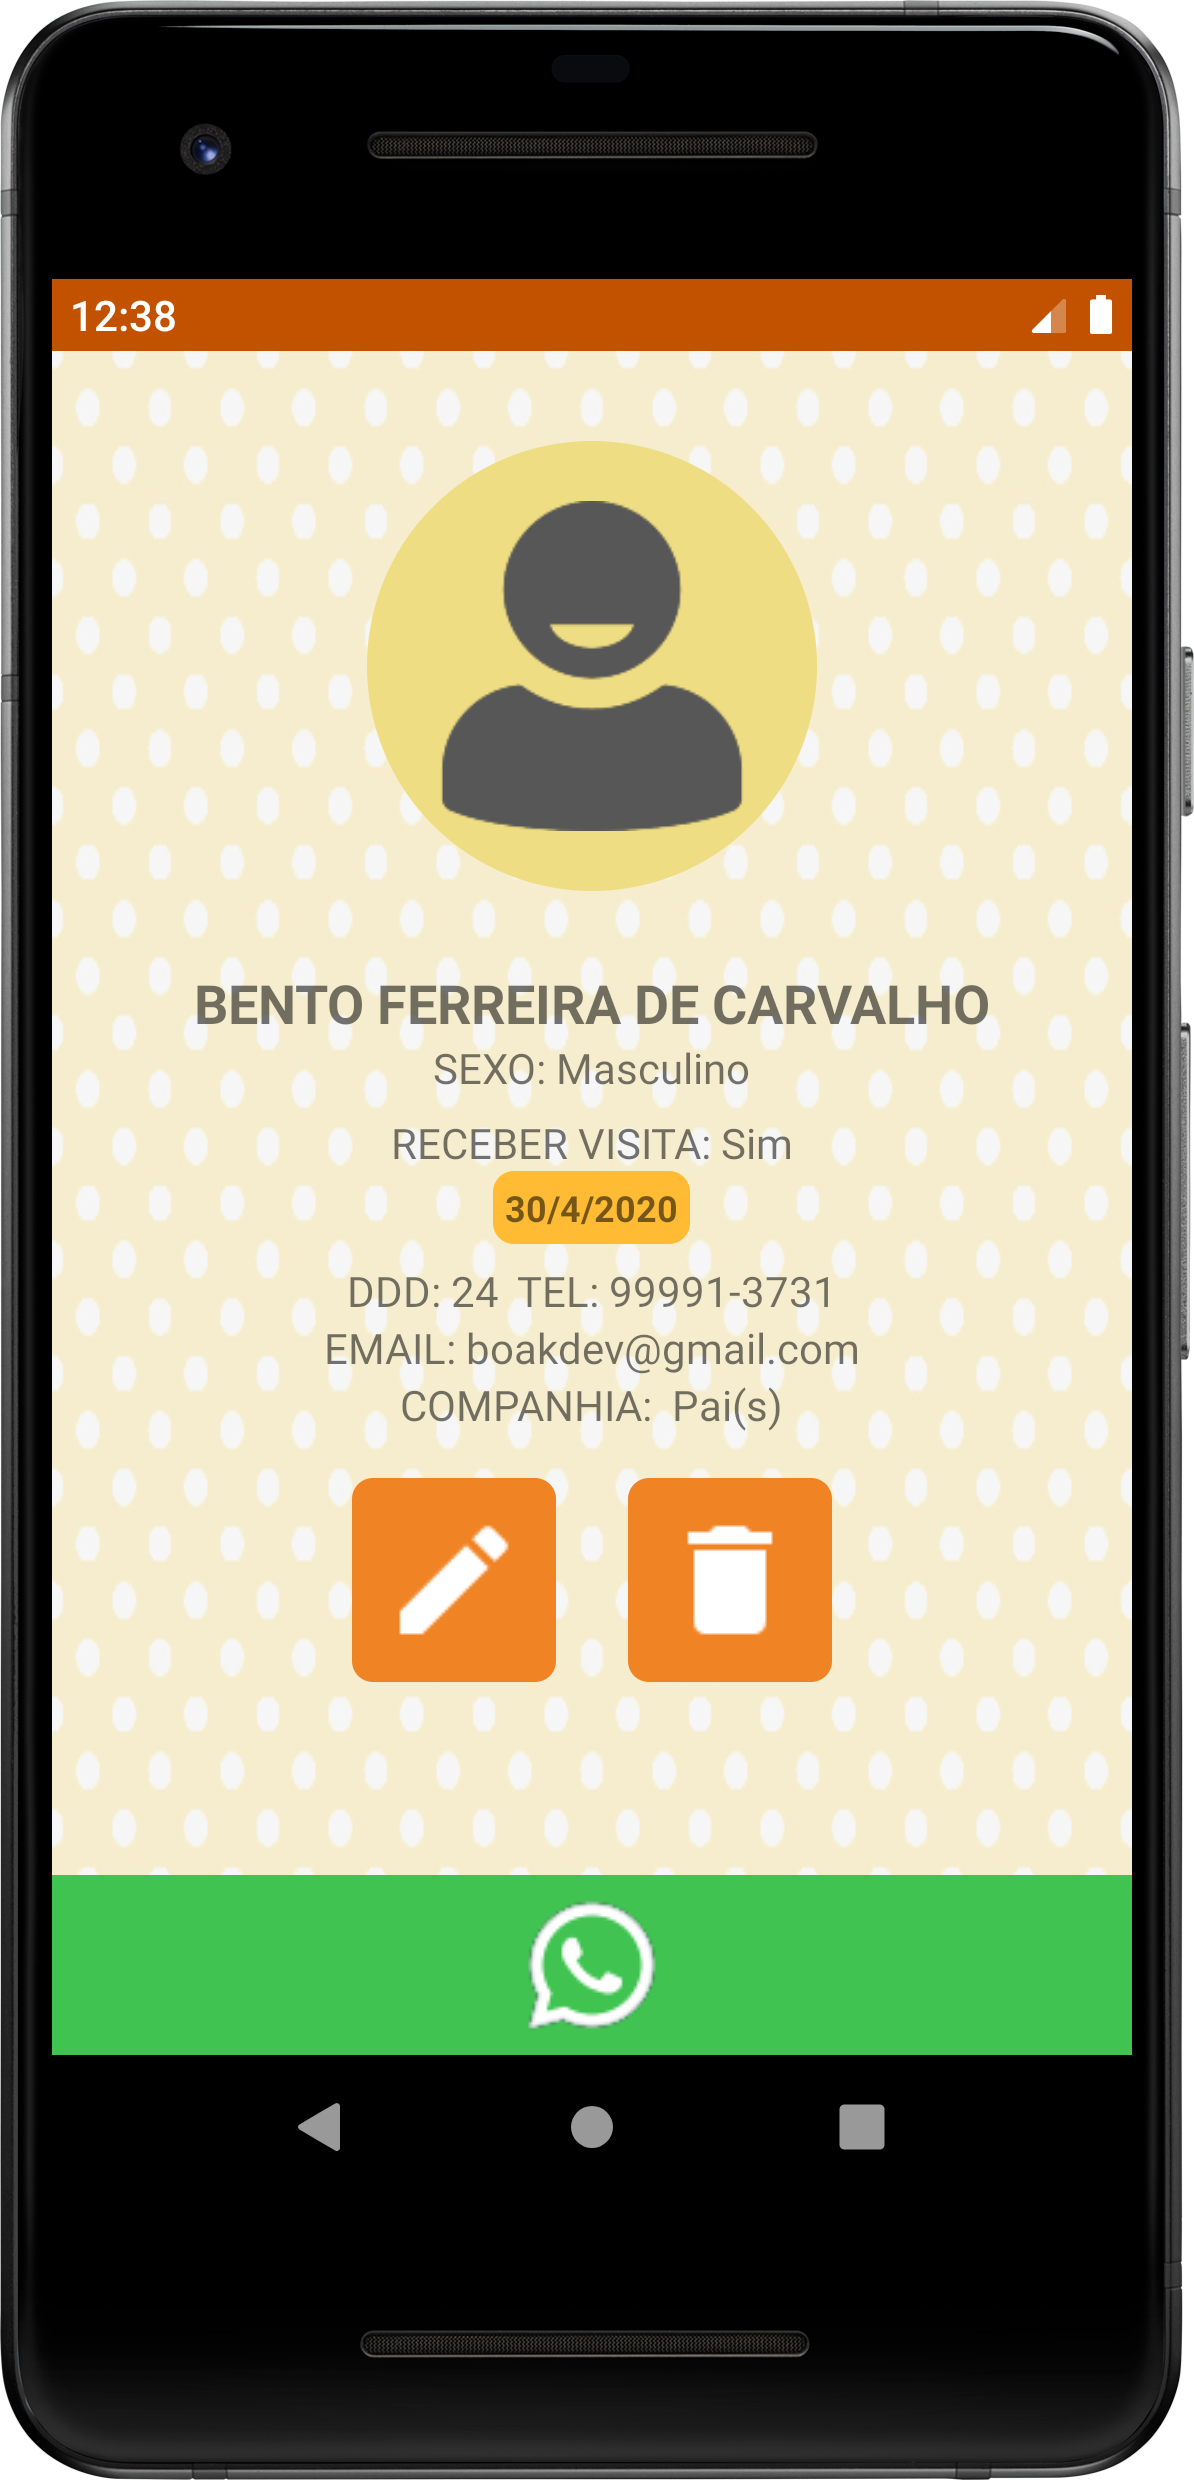 12:38
BENTO FERREIRA DE CARVALHO
SEXO: Masculino
RECEBER VISITA: Sim
30/4/2020
DDD: 24 TEL: 99991-3731
EMAIL: boakdev@gmail.com
COMPANHIA: Pai(s)